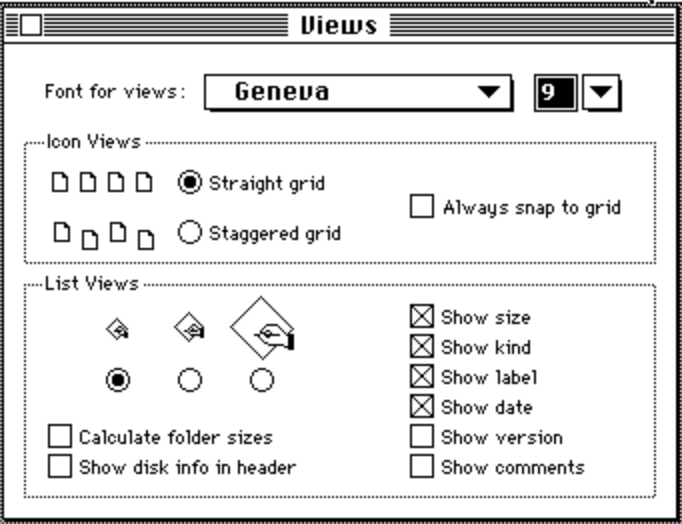 Views
Font for views: Geneva 9
Icon Views
Straight grid
Always snap to grid
Staggered grid
List Views
Show size
Show kind
Show label
Show date
Calculate folder sizes
Show version
Show disk info in header
Show comments